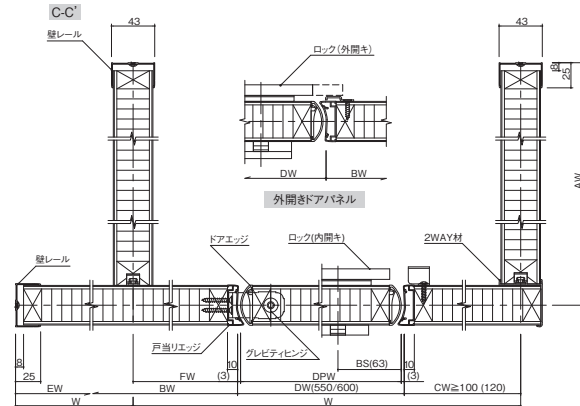 C-C'
43
壁レール
ロック(外開キ)
43
8
25
AW
DW
BW
外開きドアパネル
壁レール
ドアエッジ
ロック(内開キ)
2WAY材
戸当リエッジ
グレビティヒンジ
8
25
10
(3)
BS(63)
10
(3)
FW
DPW
EW
BW
DW(550/600)
CW≧100 (120)
W
W